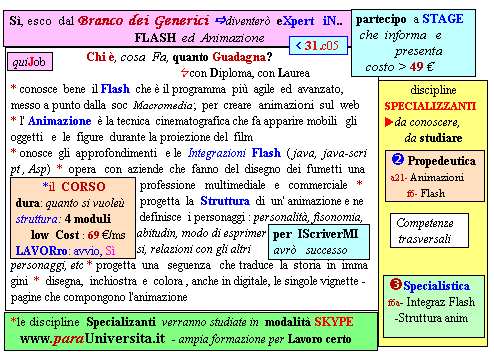 Sì, esco dal Branco dei Generici ➪diventerò eXpert iN..
FLASH ed Animazione
< 31.c05
partecipo a STAGE
che informa e
presenta
costo > 49 €
quiJob
Chi è, cosa Fa, quanto Guadagna?
con Diploma, con Laurea
* conosce bene il Flash che è il programma più agile ed avanzato,
messo a punto dalla soc Macromedia; per creare animazioni sul web
* l' Animazione è la tecnica cinematografica che fa apparire mobili gli
oggetti e le figure durante la proiezione del film
* onosce gli approfondimenti e le Integrazioni Flash (java, java-scri
pt, Asp) * opera con aziende che fanno del disegno dei fumetti una
professione multimediale e commerciale *
progetta la Struttura di un' animazione e ne
definisce i personaggi: personalità, fisonomia,
abitudin, modo di esprimer
si, relazioni con gli altri
personaggi, etc * progetta una seguenza che traduce la storia in imma
gini * disegna, inchiostra e colora, anche in digitale, le singole vignette -
pagine che compongono l'animazione
*il CORSO
dura: quanto si vuoleù
struttura: 4 moduli
low Cost : 69 €/ms
LAVORro: avvio, Sì
per ISCriverMI
avrò successo
discipline
SPECIALIZZANTI
▶da conoscere,
da studiare
❷ Propedeutica
a21- Animazioni
f6- Flash
Competenze
trasversali
❸Specialistica
f6a- Integraz Flash
-Struttura anim
*le discipline Specializzanti verranno studiate in modalità SKYPE
www.paraUniversita.it - ampia formazione per Lavoro certo